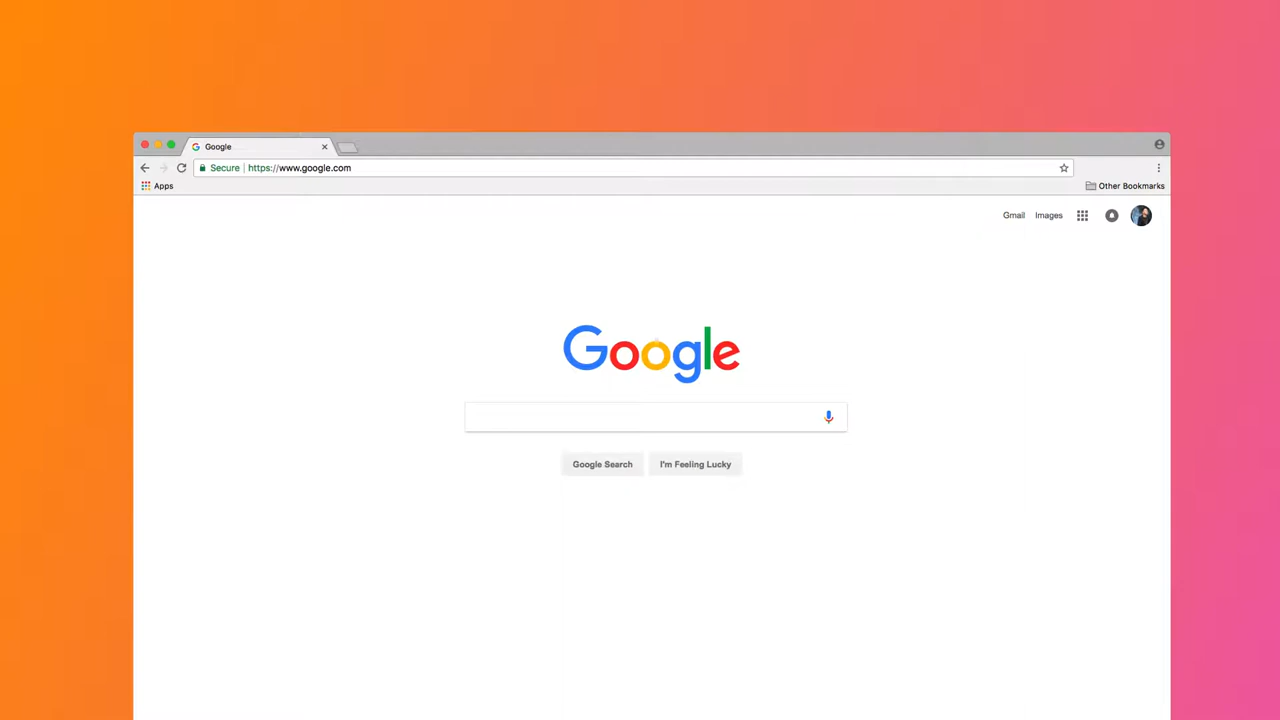 Google
Secure https://www.google.com
Apps Other Bookmarks
Gmail Images
Google
Google Search I'm Feeling Lucky